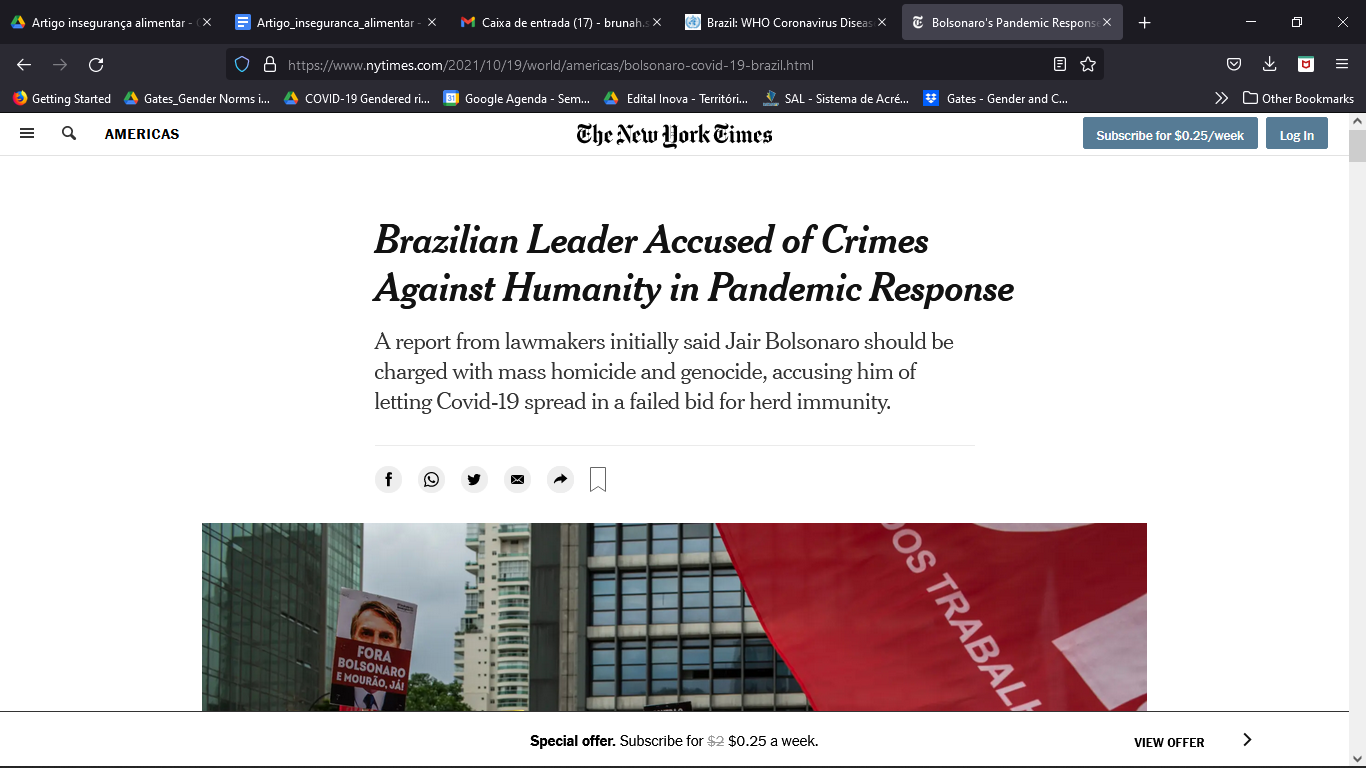 Artigo insegurança alimentar - 
Artigo_inseguranca_alimentar -
Caixa de entrada (17) - brunah.s
Brazil: WHO Coronavirus Diseas
Bolsonaro's Pandemic Response
https://www.nytimes.com/2021/10/19/world/americas/bolsonaro-covid-19-brazil.html
Getting Started
Gates_Gender Norms i...
COVID-19 Gendered ri...
31
Google Agenda - Sem...
Edital Inova - Territóri...
SAL - Sistema de Acré...
Gates - Gender and C...
Other Bookmarks
AMERICAS
The New York Times
Subscribe for $0.25/week
Log In
Brazilian Leader Accused of Crimes
Against Humanity in Pandemic Response
A report from lawmakers initially said Jair Bolsonaro should be
charged with mass homicide and genocide, accusing him of
letting Covid-19 spread in a failed bid for herd immunity.
FORA
BOLSONARO
E MOURÃO, JÁ!
DOS TRABALH
Special offer. Subscribe for $2 $0.25 a week.
VIEW OFFER